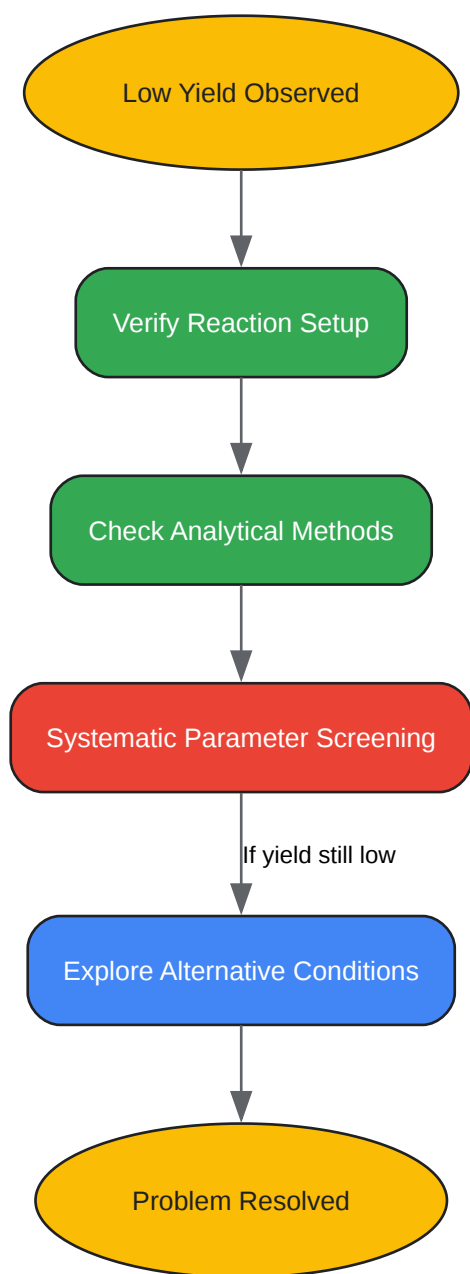 Low Yield Observed
Verify Reaction Setup
Check Analytical Methods
Systematic Parameter Screening
If yield still low
Explore Alternative Conditions
Problem Resolved